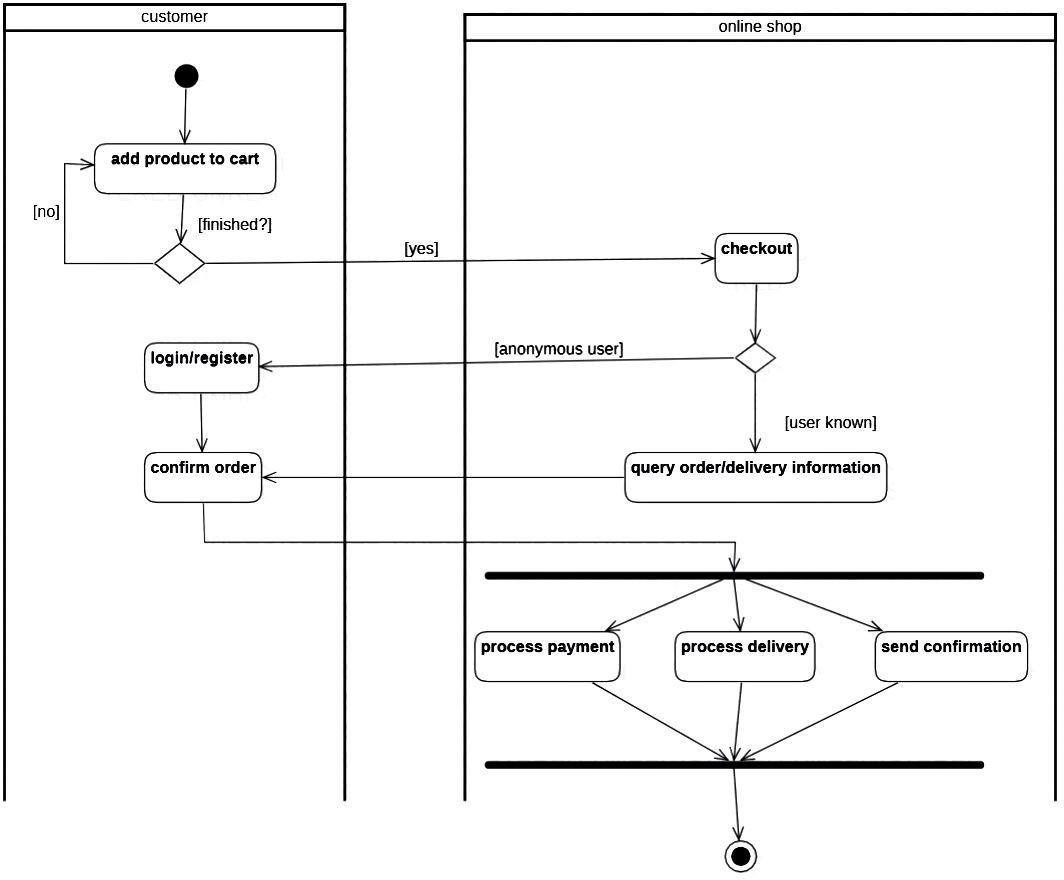 customer
online shop
add product to cart
[no]
[finished?]
[yes]
checkout
[anonymous user]
login/register
[user known]
confirm order
query order/delivery information
process payment
process delivery
send confirmation